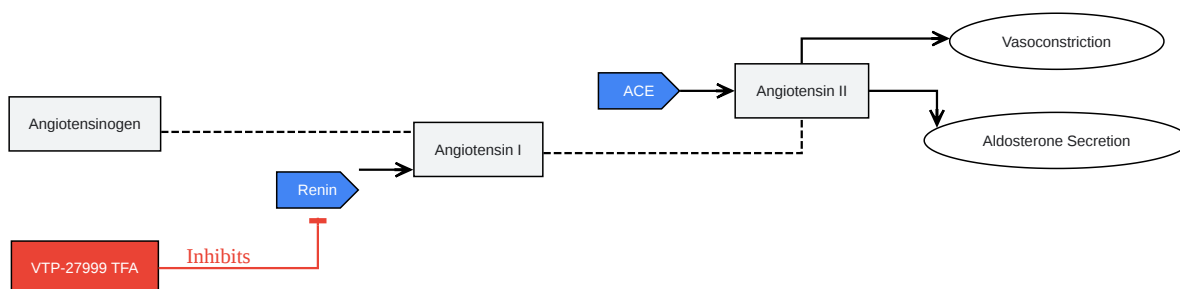 Vasoconstriction
ACE
Angiotensin II
Angiotensinogen
Aldosterone Secretion
Angiotensin I
Renin
Inhibits
VTP-27999 TFA